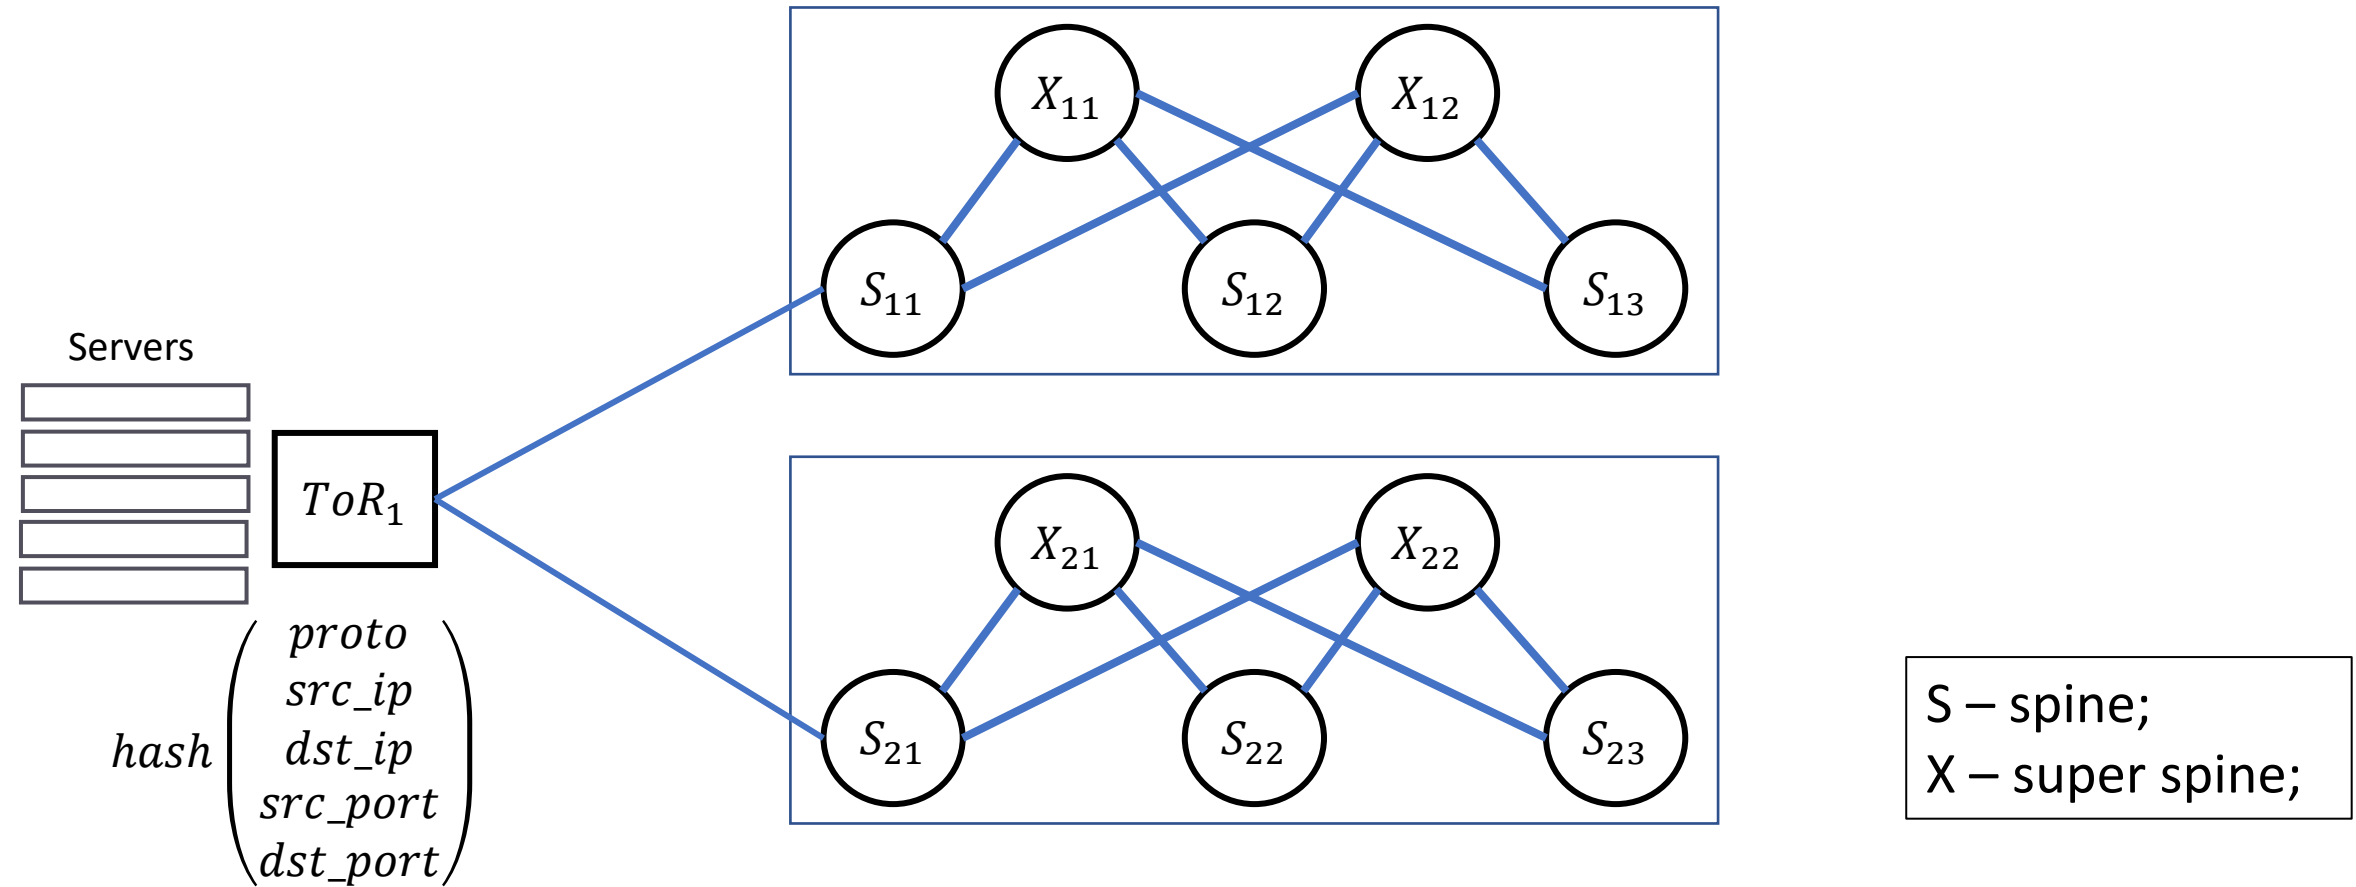 X₁₁ X₁₂
S₁₁ S₁₂ S₁₃
Servers
ToR₁
X₂₁ X₂₂
S₂₁ S₂₂ S₂₃
proto
src_ip
hash dst_ip
src_port
dst_port
S – spine;
X – super spine;